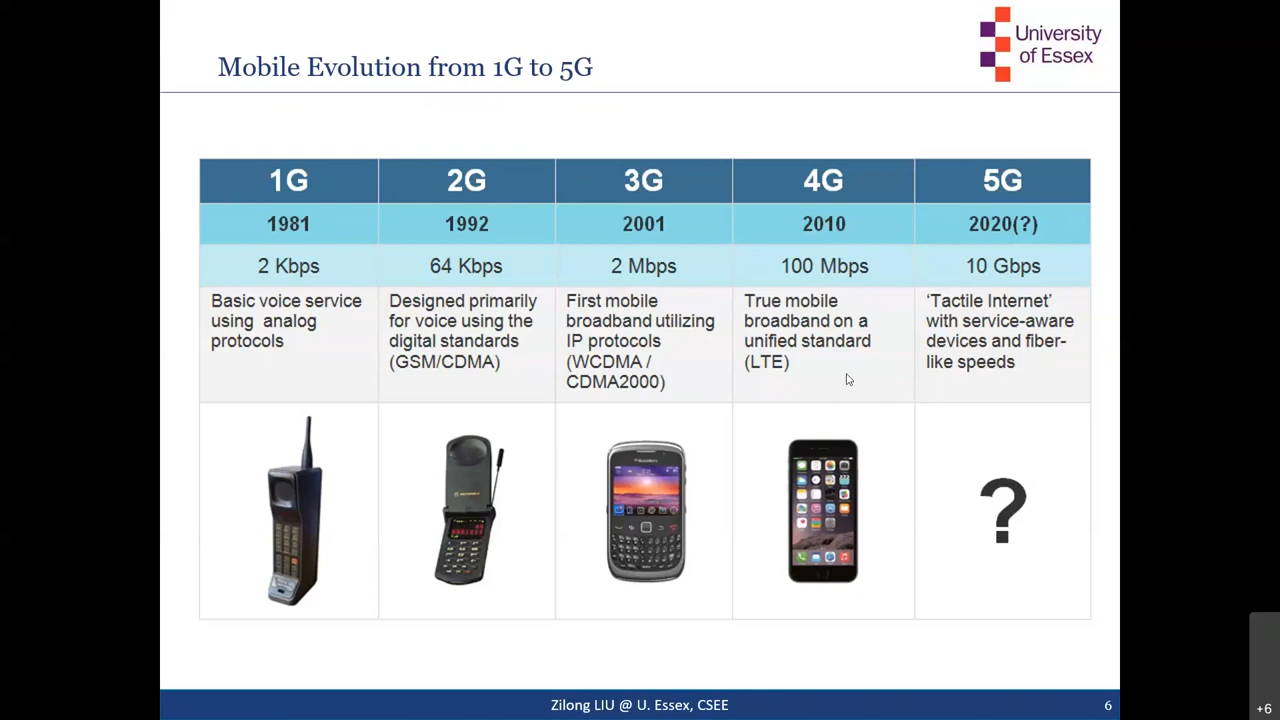 Mobile Evolution from 1G to 5G
University
of Essex
1G 2G 3G 4G 5G
1981 1992 2001 2010 2020(?)
2 Kbps 64 Kbps 2 Mbps 100 Mbps 10 Gbps
Basic voice service
using analog
protocols
Designed primarily
for voice using the
digital standards
(GSM/CDMA)
First mobile
broadband utilizing
IP protocols
(WCDMA /
CDMA2000)
True mobile
broadband on a
unified standard
(LTE)
‘Tactile Internet’
with service-aware
devices and fiber-
like speeds
?
Zilong LIU @ U. Essex, CSEE
6
+6